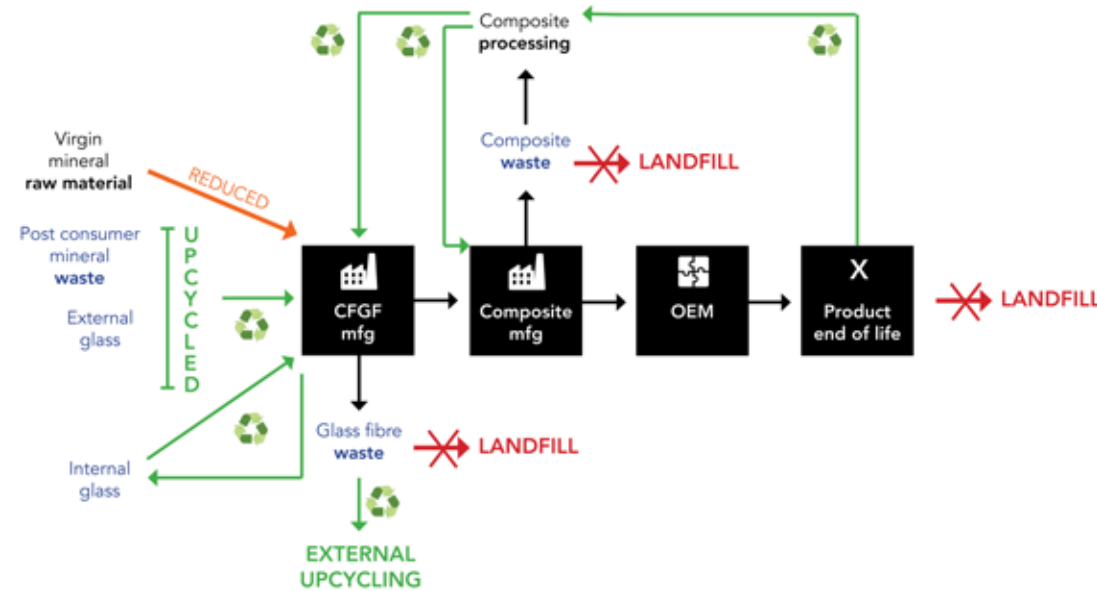 Composite
processing
Virgin
mineral
raw material
REDUCED
Composite
waste
LANDFILL
Post consumer
mineral
waste
External
glass
UPCYCLED
CFGF
mfg
Composite
mfg
OEM
X
Product
end of life
LANDFILL
Internal
glass
Glass fibre
waste
LANDFILL
EXTERNAL
UPCYCLING